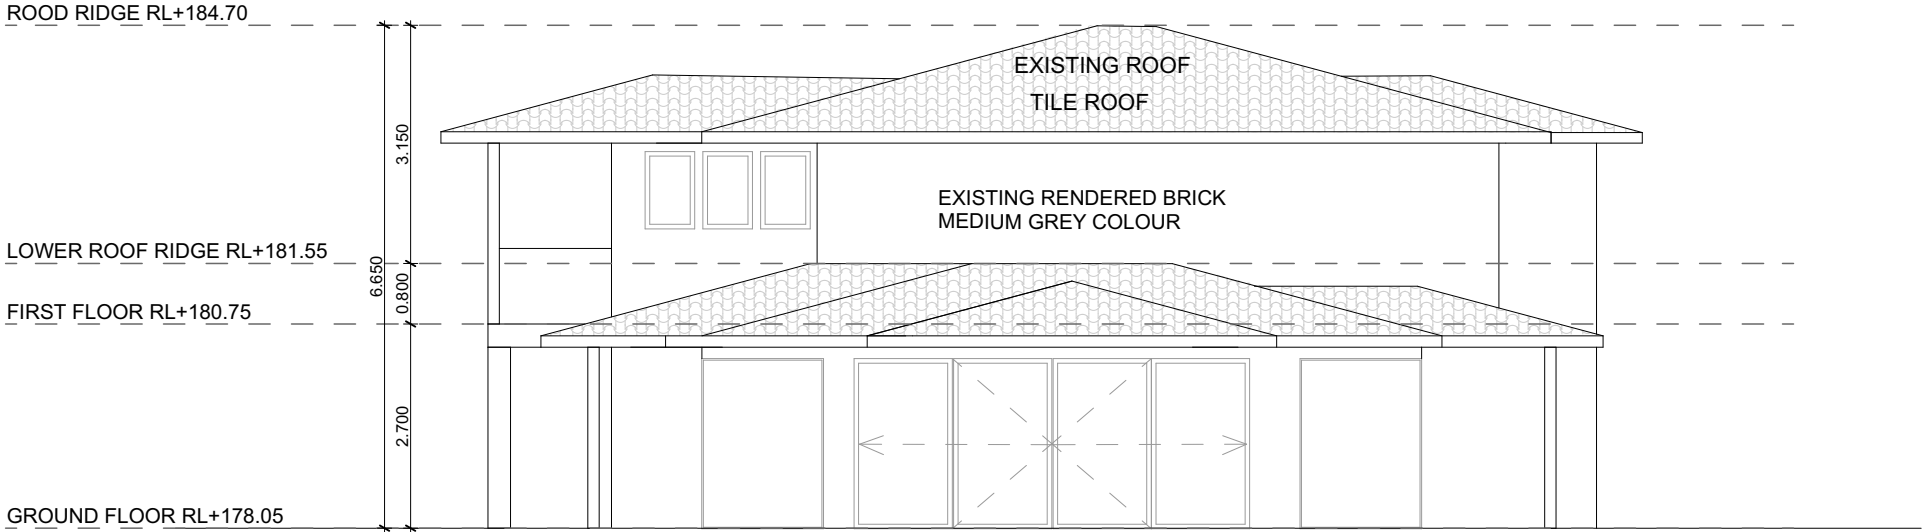 ROOD RIDGE RL+184.70
EXISTING ROOF
TILE ROOF
3.150
EXISTING RENDERED BRICK
MEDIUM GREY COLOUR
LOWER ROOF RIDGE RL+181.55
6.650
0.800
FIRST FLOOR RL+180.75
2.700
GROUND FLOOR RL+178.05